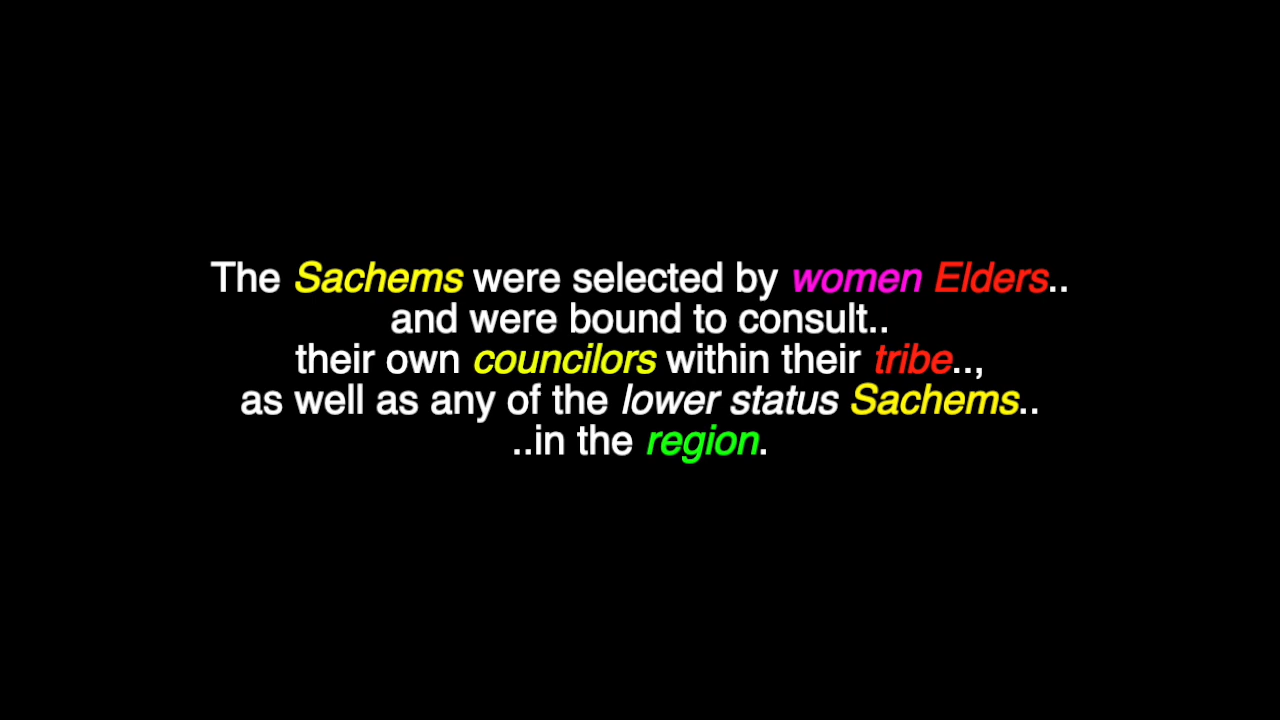 The Sachems were selected by women Elders..
and were bound to consult..
their own councilors within their tribe..,
as well as any of the lower status Sachems..
..in the region.